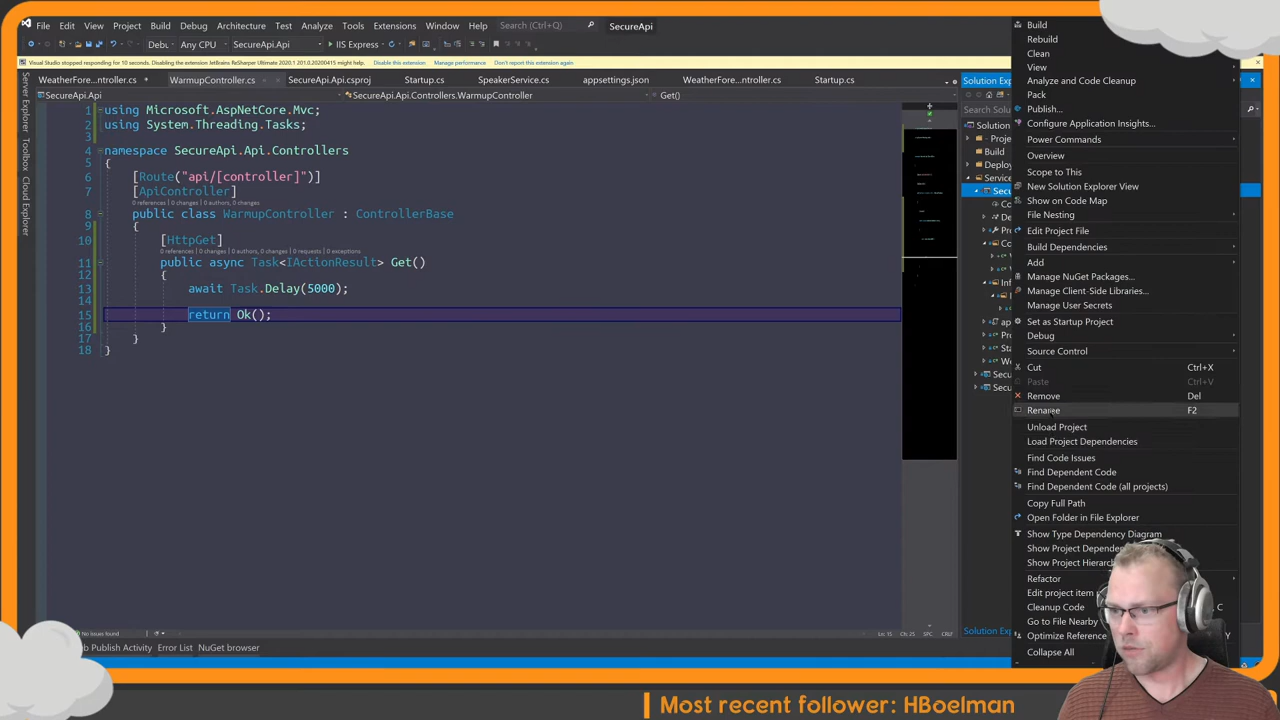 File Edit View Project Build Debug Architecture Test Analyze Tools Extensions Window Help Search (Ctrl+Q) SecureApi
Any CPU SecureApi.Api IIS Express
Visual Studio stopped responding for 10 seconds. Disabling the extension JetBrains ReSharper Ultimate 2020.1 201.0.20200415 might help. Disable this extension Manage performance Don't report this extension again
WeatherFore...ntroller.cs WarmupController.cs SecureApi.Api.csproj Startup.cs SpeakerService.cs appsettings.json WeatherFore...ntroller.cs Startup.cs
SecureApi.Api SecureApi.Api.Controllers.WarmupController Get()
Server Explorer Toolbox Cloud Explorer
1 using Microsoft.AspNetCore.Mvc;
2 using System.Threading.Tasks;
3
4 namespace SecureApi.Api.Controllers
5 {
6 [Route("api/[controller]")]
7 [ApiController]
0 references | 0 changes | 0 authors, 0 changes
8 public class WarmupController : ControllerBase
9 {
10 [HttpGet]
0 references | 0 changes | 0 authors, 0 changes | 0 requests | 0 exceptions
11 public async Task<IActionResult> Get()
12 {
13 await Task.Delay(5000);
14
15 return Ok();
16 }
17 }
18 }
No issues found Ln: 15 Ch: 25 SPC CRLF
Publish Activity Error List NuGet browser
Solution Exp
Search Solu
Solution
Build
Deploy
Service
Secu
Build
Rebuild
Clean
View
Analyze and Code Cleanup
Pack
Publish...
Configure Application Insights...
Power Commands
Overview
Scope to This
New Solution Explorer View
Show on Code Map
File Nesting
Edit Project File
Build Dependencies
Add
Manage NuGet Packages...
Manage Client-Side Libraries...
Manage User Secrets
Set as Startup Project
Debug
Source Control
Cut Ctrl+X
Paste Ctrl+V
Remove Del
Rename F2
Unload Project
Load Project Dependencies
Find Code Issues
Find Dependent Code
Find Dependent Code (all projects)
Copy Full Path
Open Folder in File Explorer
Show Type Dependency Diagram
Show Project
Show Project
Refactor
Edit project item
Cleanup Code
Go to File Nearby
Optimize
Collapse All
Most recent follower: HBoelman